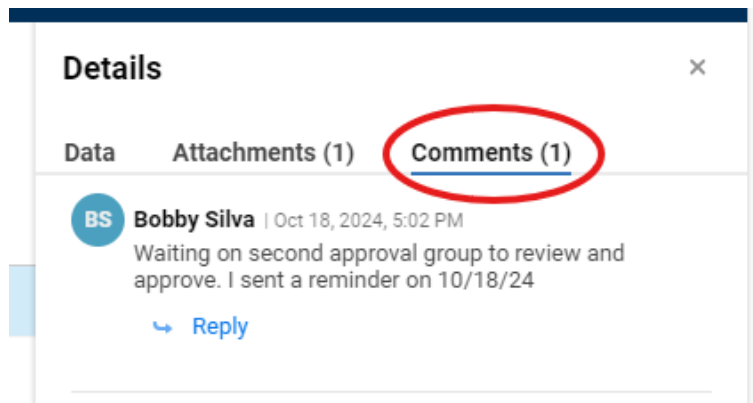 Details
×
Data Attachments (1) Comments (1)
BS Bobby Silva | Oct 18, 2024, 5:02 PM
Waiting on second approval group to review and
approve. I sent a reminder on 10/18/24
Reply